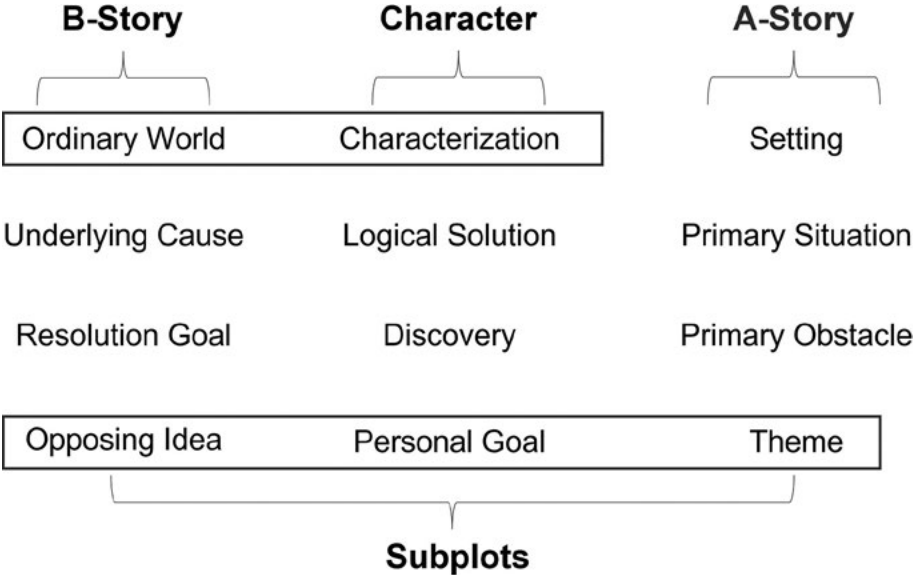 B-Story Character A-Story
Ordinary World Characterization Setting
Underlying Cause Logical Solution Primary Situation
Resolution Goal Discovery Primary Obstacle
Opposing Idea Personal Goal Theme
Subplots